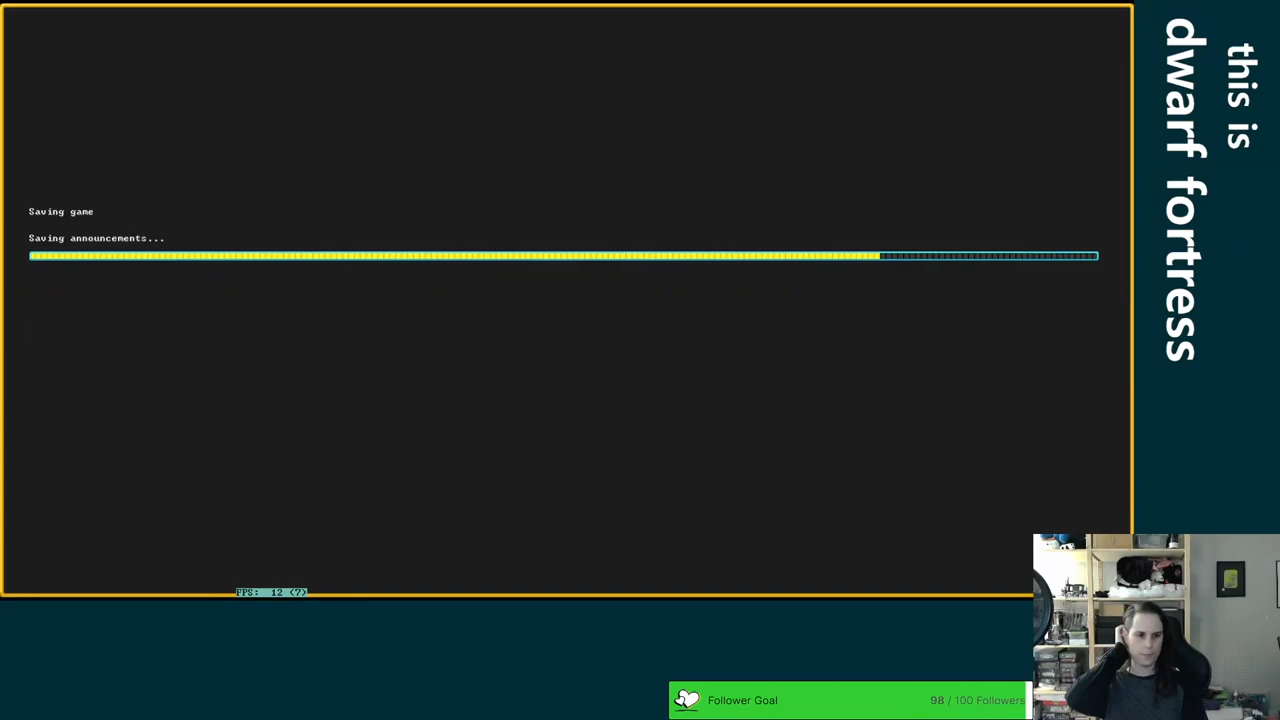 this is
dwarf fortress
Saving game
Saving announcements...
FPS: 12 (7)
Follower Goal
98 / 100 Followers